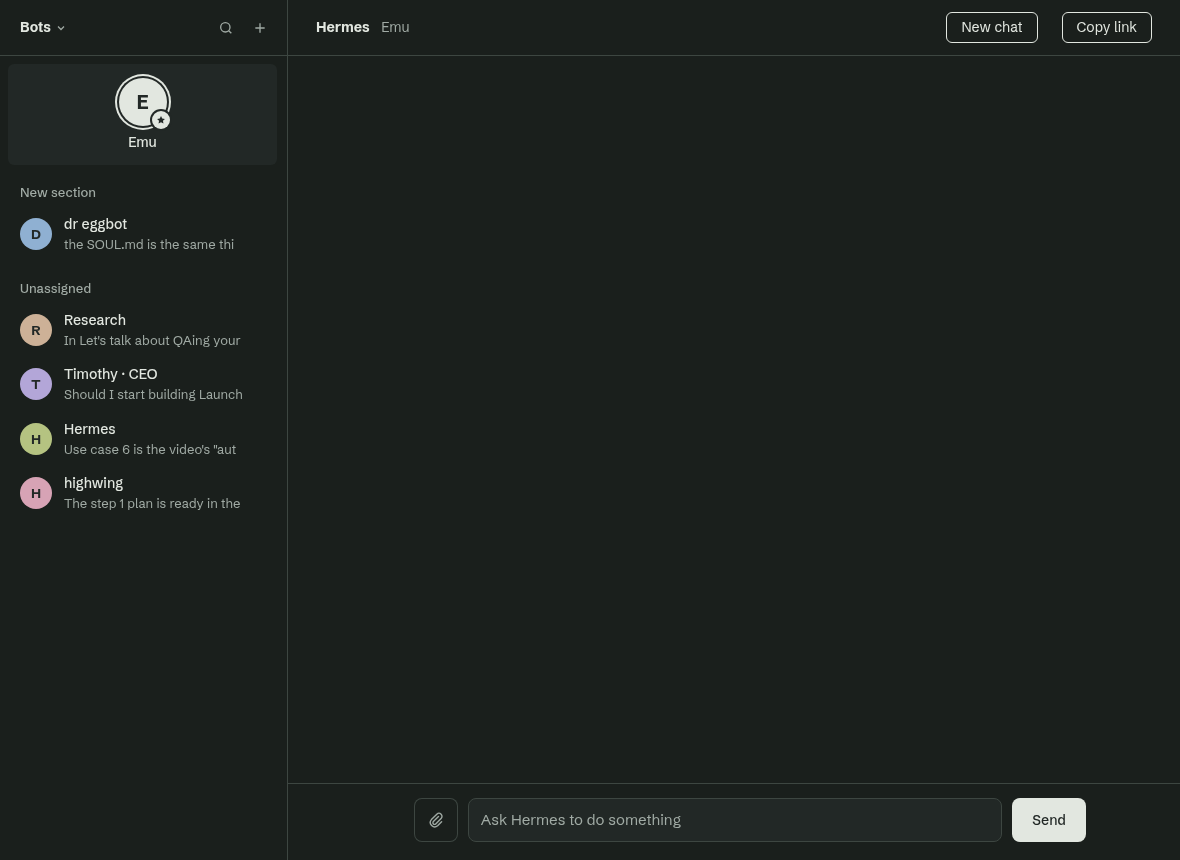 Bots
Hermes Emu
New chat
Copy link
E
Emu
New section
D
dr eggbot
the SOUL.md is the same thi
Unassigned
R
Research
In Let's talk about QAing your
T
Timothy · CEO
Should I start building Launch
H
Hermes
Use case 6 is the video's "aut
H
highwing
The step 1 plan is ready in the
Ask Hermes to do something
Send